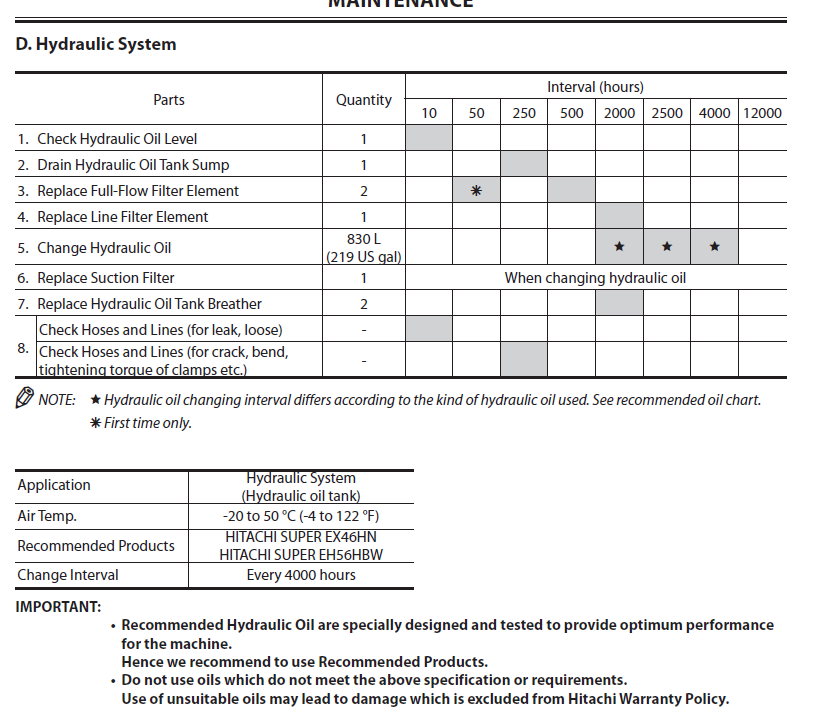 MAINTENANCE
D. Hydraulic System
Parts Quantity Interval (hours)
10 50 250 500 2000 2500 4000 12000
1. Check Hydraulic Oil Level 1
2. Drain Hydraulic Oil Tank Sump 1
3. Replace Full-Flow Filter Element 2 ⁕
4. Replace Line Filter Element 1
5. Change Hydraulic Oil 830 L (219 US gal) ★ ★ ★
6. Replace Suction Filter 1 When changing hydraulic oil
7. Replace Hydraulic Oil Tank Breather 2
8. Check Hoses and Lines (for leak, loose) -
Check Hoses and Lines (for crack, bend,
tightening torque of clamps etc.) -
NOTE: ★ Hydraulic oil changing interval differs according to the kind of hydraulic oil used. See recommended oil chart.
⁕ First time only.
Application Hydraulic System
(Hydraulic oil tank)
Air Temp. -20 to 50 °C (-4 to 122 °F)
Recommended Products HITACHI SUPER EX46HN
HITACHI SUPER EH56HBW
Change Interval Every 4000 hours
IMPORTANT:
• Recommended Hydraulic Oil are specially designed and tested to provide optimum performance
for the machine.
Hence we recommend to use Recommended Products.
• Do not use oils which do not meet the above specification or requirements.
Use of unsuitable oils may lead to damage which is excluded from Hitachi Warranty Policy.